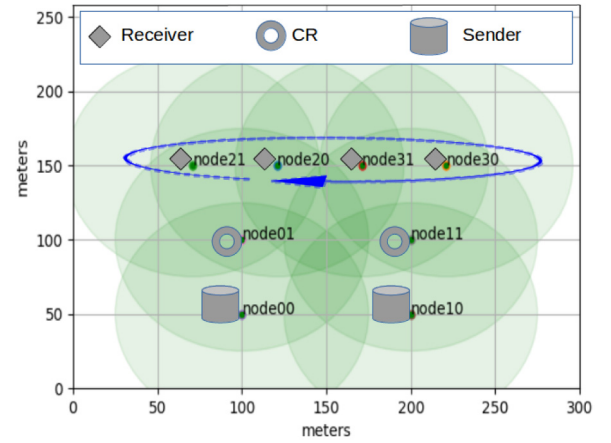 250
Receiver CR Sender
200
150
node21 node20 node31 node30
meters
100
node01 node11
50
node00 node10
0
0 50 100 150 200 250 300
meters